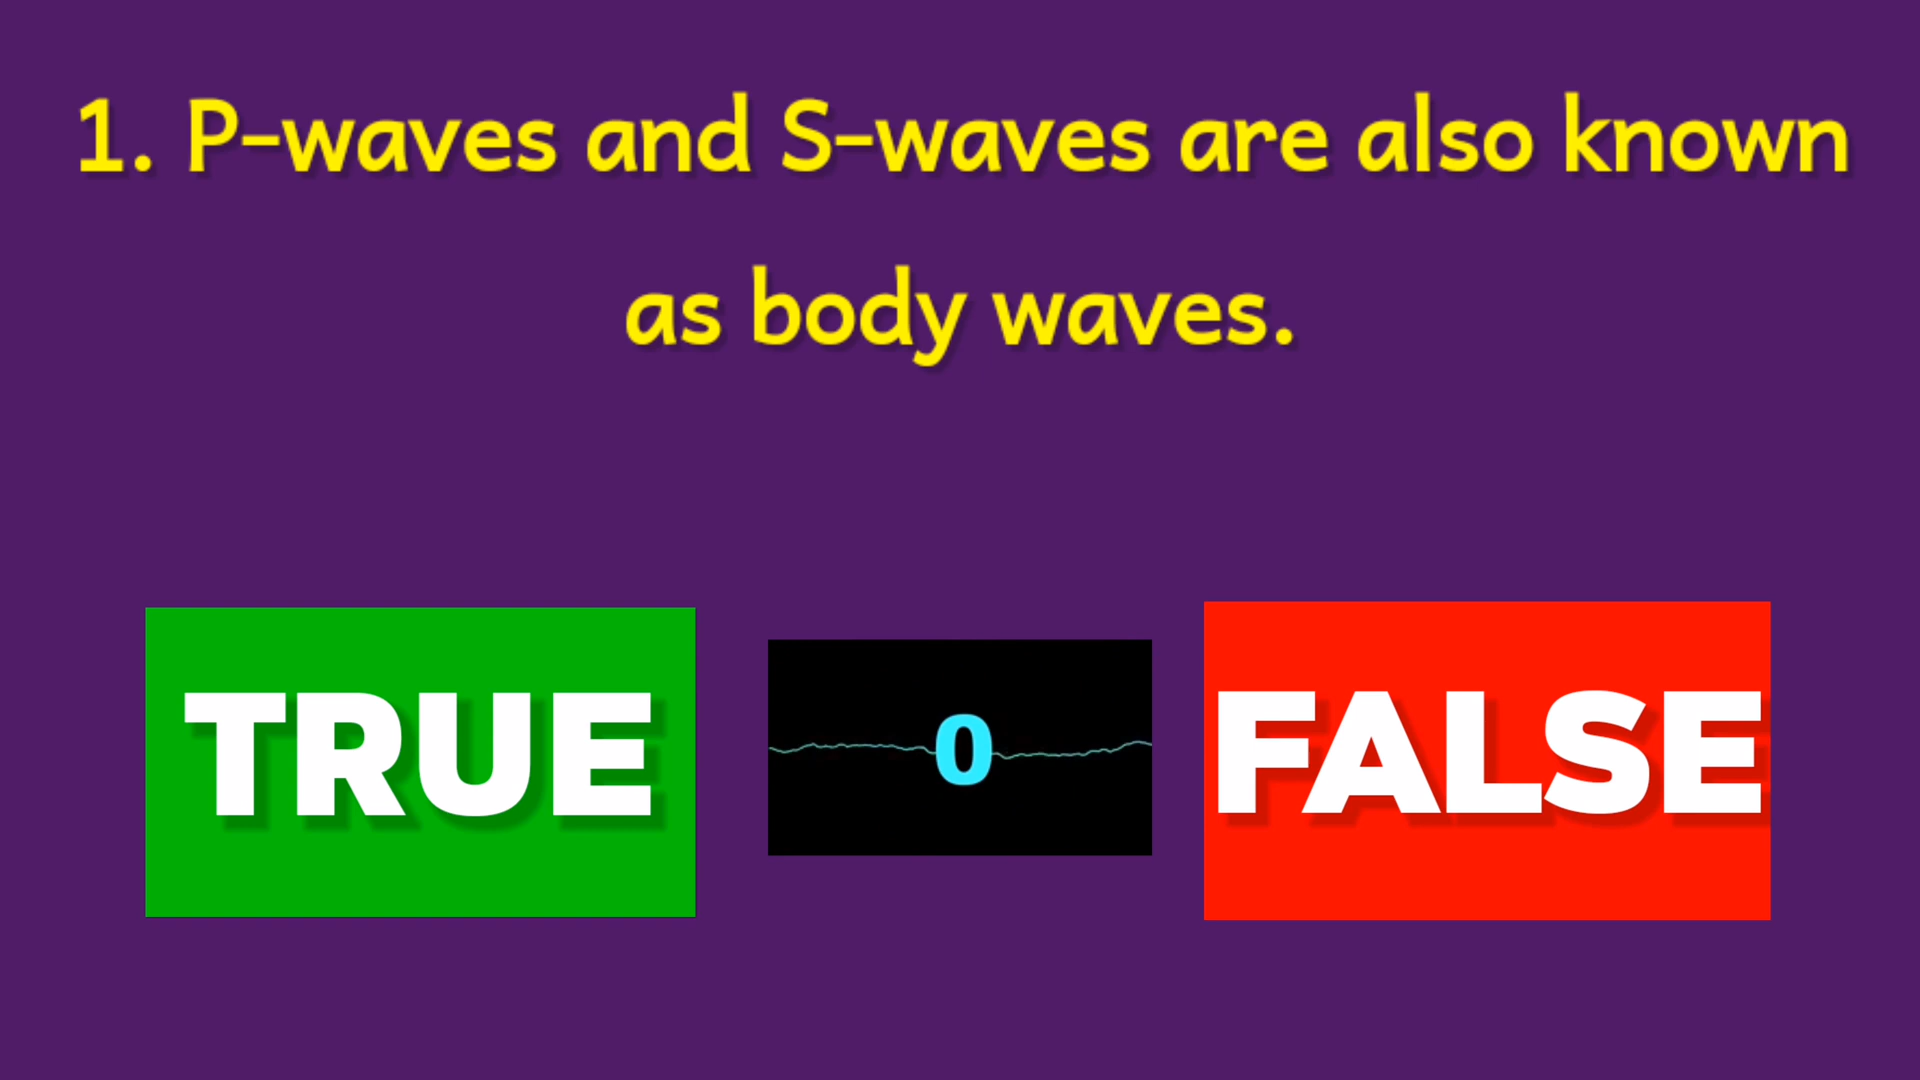 1. P-waves and S-waves are also known
as body waves.
TRUE
0
FALSE